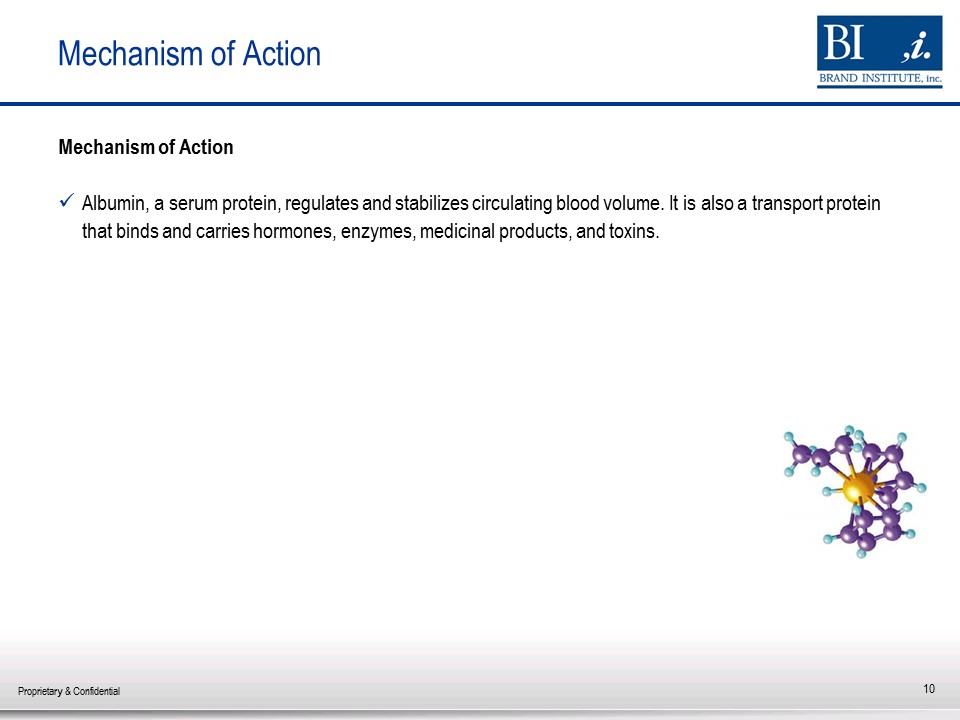 Mechanism of Action
BI ,i.
BRAND INSTITUTE, inc.
Mechanism of Action
Albumin, a serum protein, regulates and stabilizes circulating blood volume. It is also a transport protein
that binds and carries hormones, enzymes, medicinal products, and toxins.
Proprietary & Confidential
10